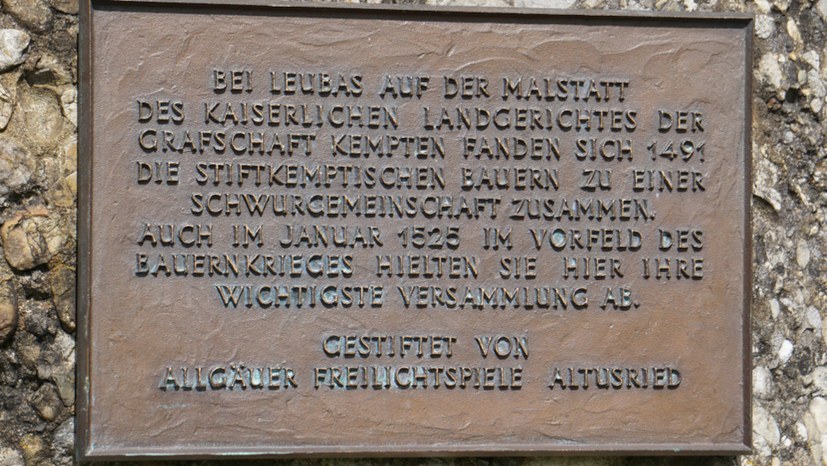 BEI LEUBAS AUF DER MALSTATT
DES KAISERLICHEN LANDGERICHTES DER
GRAFSCHAFT KEMPTEN FANDEN SICH 1491
DIE STIFTKEMPTISCHEN BAUERN ZU EINER
SCHWURGEMEINSCHAFT ZUSAMMEN.
AUCH IM JANUAR 1525 IM VORFELD DES
BAUERNKRIEGES HIELTEN SIE HIER IHRE
WICHTIGSTE VERSAMMLUNG AB.
GESTIFTET VON
ALLGÄUER FREILICHTSPIELE ALTUSRIED